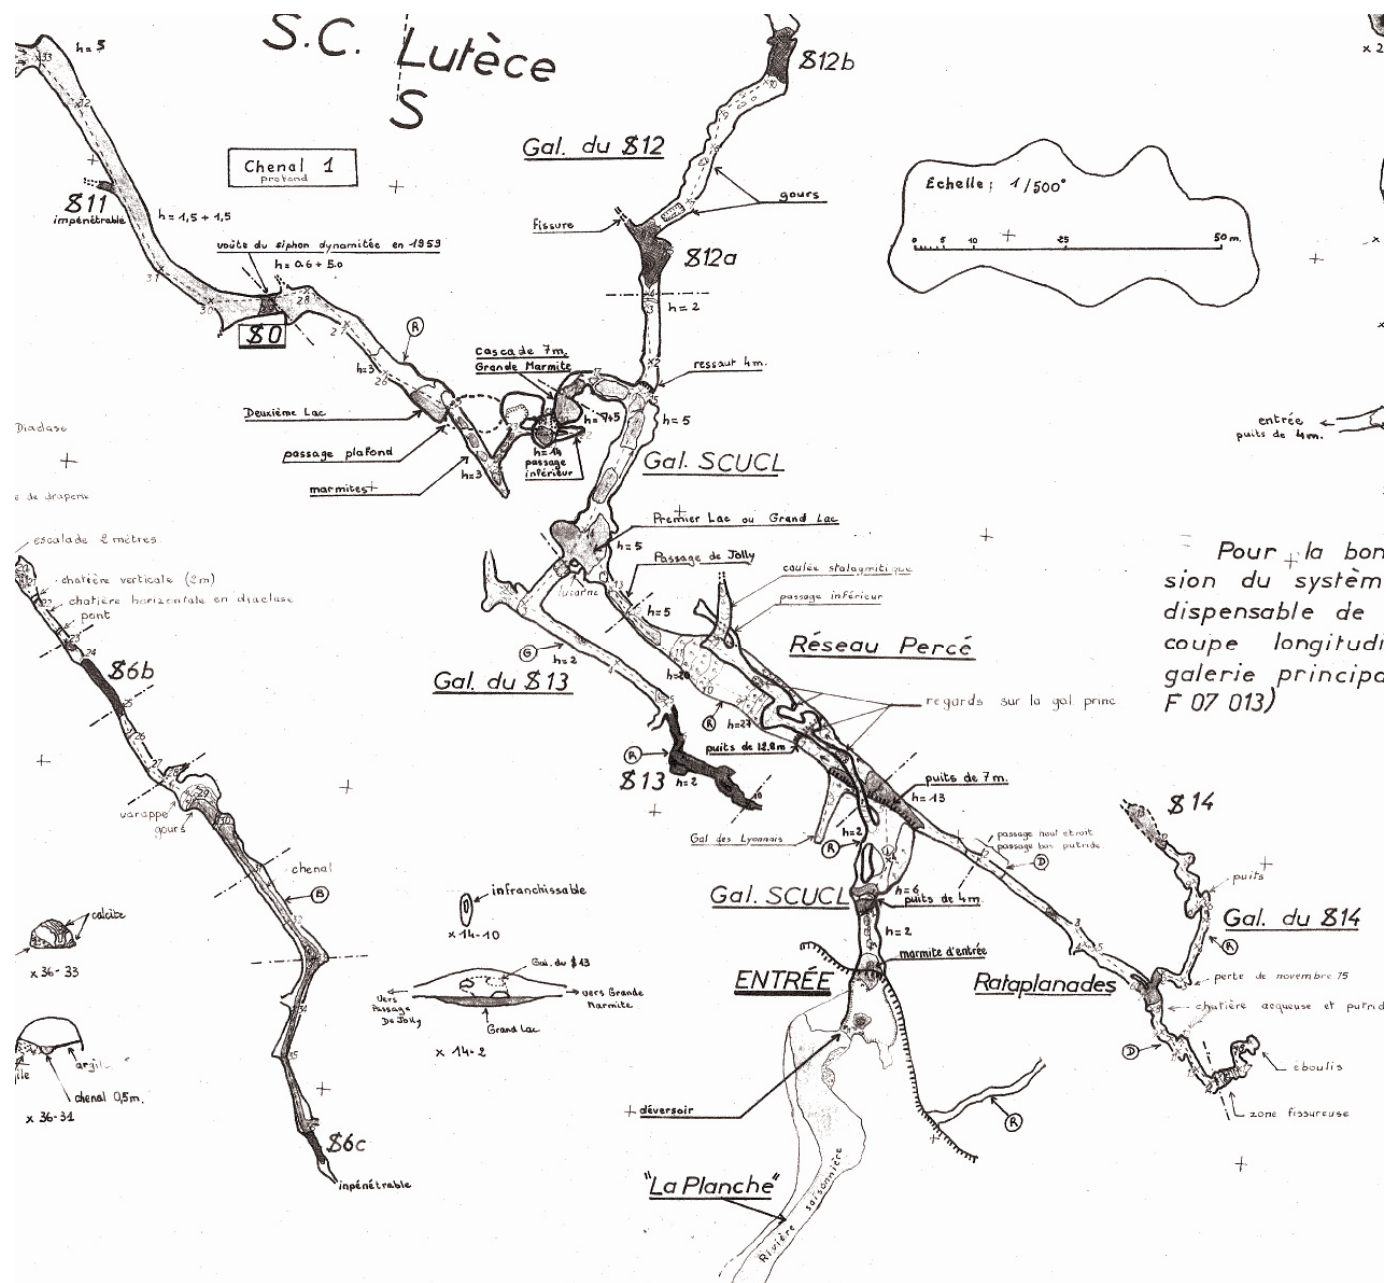 h = 5
S.C. Lutèce
S
S12b
Gal. du S12
Chenal 1
profond
S11
impénétrable
h = 1,5 + 1,5
gours
fissure
S12a
Échelle: 1/500°
0 5 10 25 50 m.
voûte du siphon dynamitée en 1959
h = 0.6 + 5.0
h = 2
S0
R
Cascade 7m.
Grande Marmite
ressaut 4m.
h=3
Deuxième Lac
h = 5
entrée
puits de 4m.
Diaclase
passage plafond
h=14
passage
inférieur
h=3
Gal. SCUCL
marmites
e de draperie
Premier Lac ou Grand Lac
h = 5
Passage de Jolly
escalade 2 mètres
lucarne
coulée stalagmitique
passage inférieur
Pour la bon
sion du systèm
dispensable de
coupe longitudi
galerie principa
F 07 013)
chatière verticale (2m)
chatière horizontale en diaclase
pont
h=5
Réseau Percé
G
h=2
Gal. du S13
S6b
h=20
regards sur la gal. princ
R
h=27
puits de 12.8m
R
S13
h=2
puits de 7m.
h=13
S14
varappe
gours
Gal des Lyonnais
h=2
R
passage haut étroit
passage bas putride
D
chenal
B
puits
infranchissable
x 14-10
Gal. SCUCL
h=6
puits de 4m.
Gal. du S14
R
calcite
x 36-33
h=2
marmite d'entrée
Gal. du S13
vers
Passage
De Jolly
vers Grande
Marmite
Grand Lac
x 14-2
ENTRÉE
Rataplanades
perte de novembre 75
chatière acqueuse et putrid
D
éboulis
argile
chenal 0,5m.
x 36-31
déversoir
R
zone fissureuse
S6c
inpénétrable
"La Planche"
Rivière saisonnière